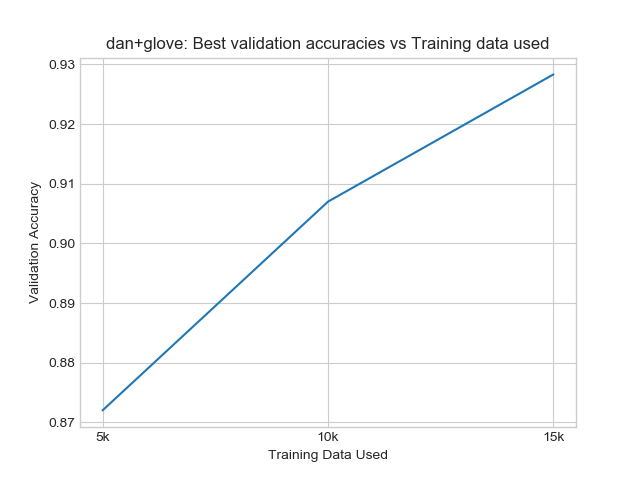 dan+glove: Best validation accuracies vs Training data used
0.93
0.92
0.91
0.90
0.89
0.88
0.87
Validation Accuracy
5k 10k 15k
Training Data Used